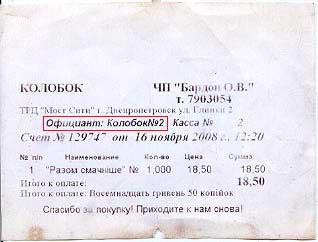 КОЛОБОК ЧП "Бардон О.В."
т. 7903054
ТРЦ "Мост Сити" г. Днепропетровск ул. Глинки 2
Официант: Колобок№2 Касса № 2
Счет № 129747 от 16 ноября 2008 г., 12:20
№ п/п Наименование Кол-во Цена Сумма
1 "Разом смачніше" № 1,000 18,50 18,50
Итого к оплате: 18,50
Итого к оплате: Восемнадцать гривень 50 копійок
Спасибо за покупку! Приходите к нам снова!